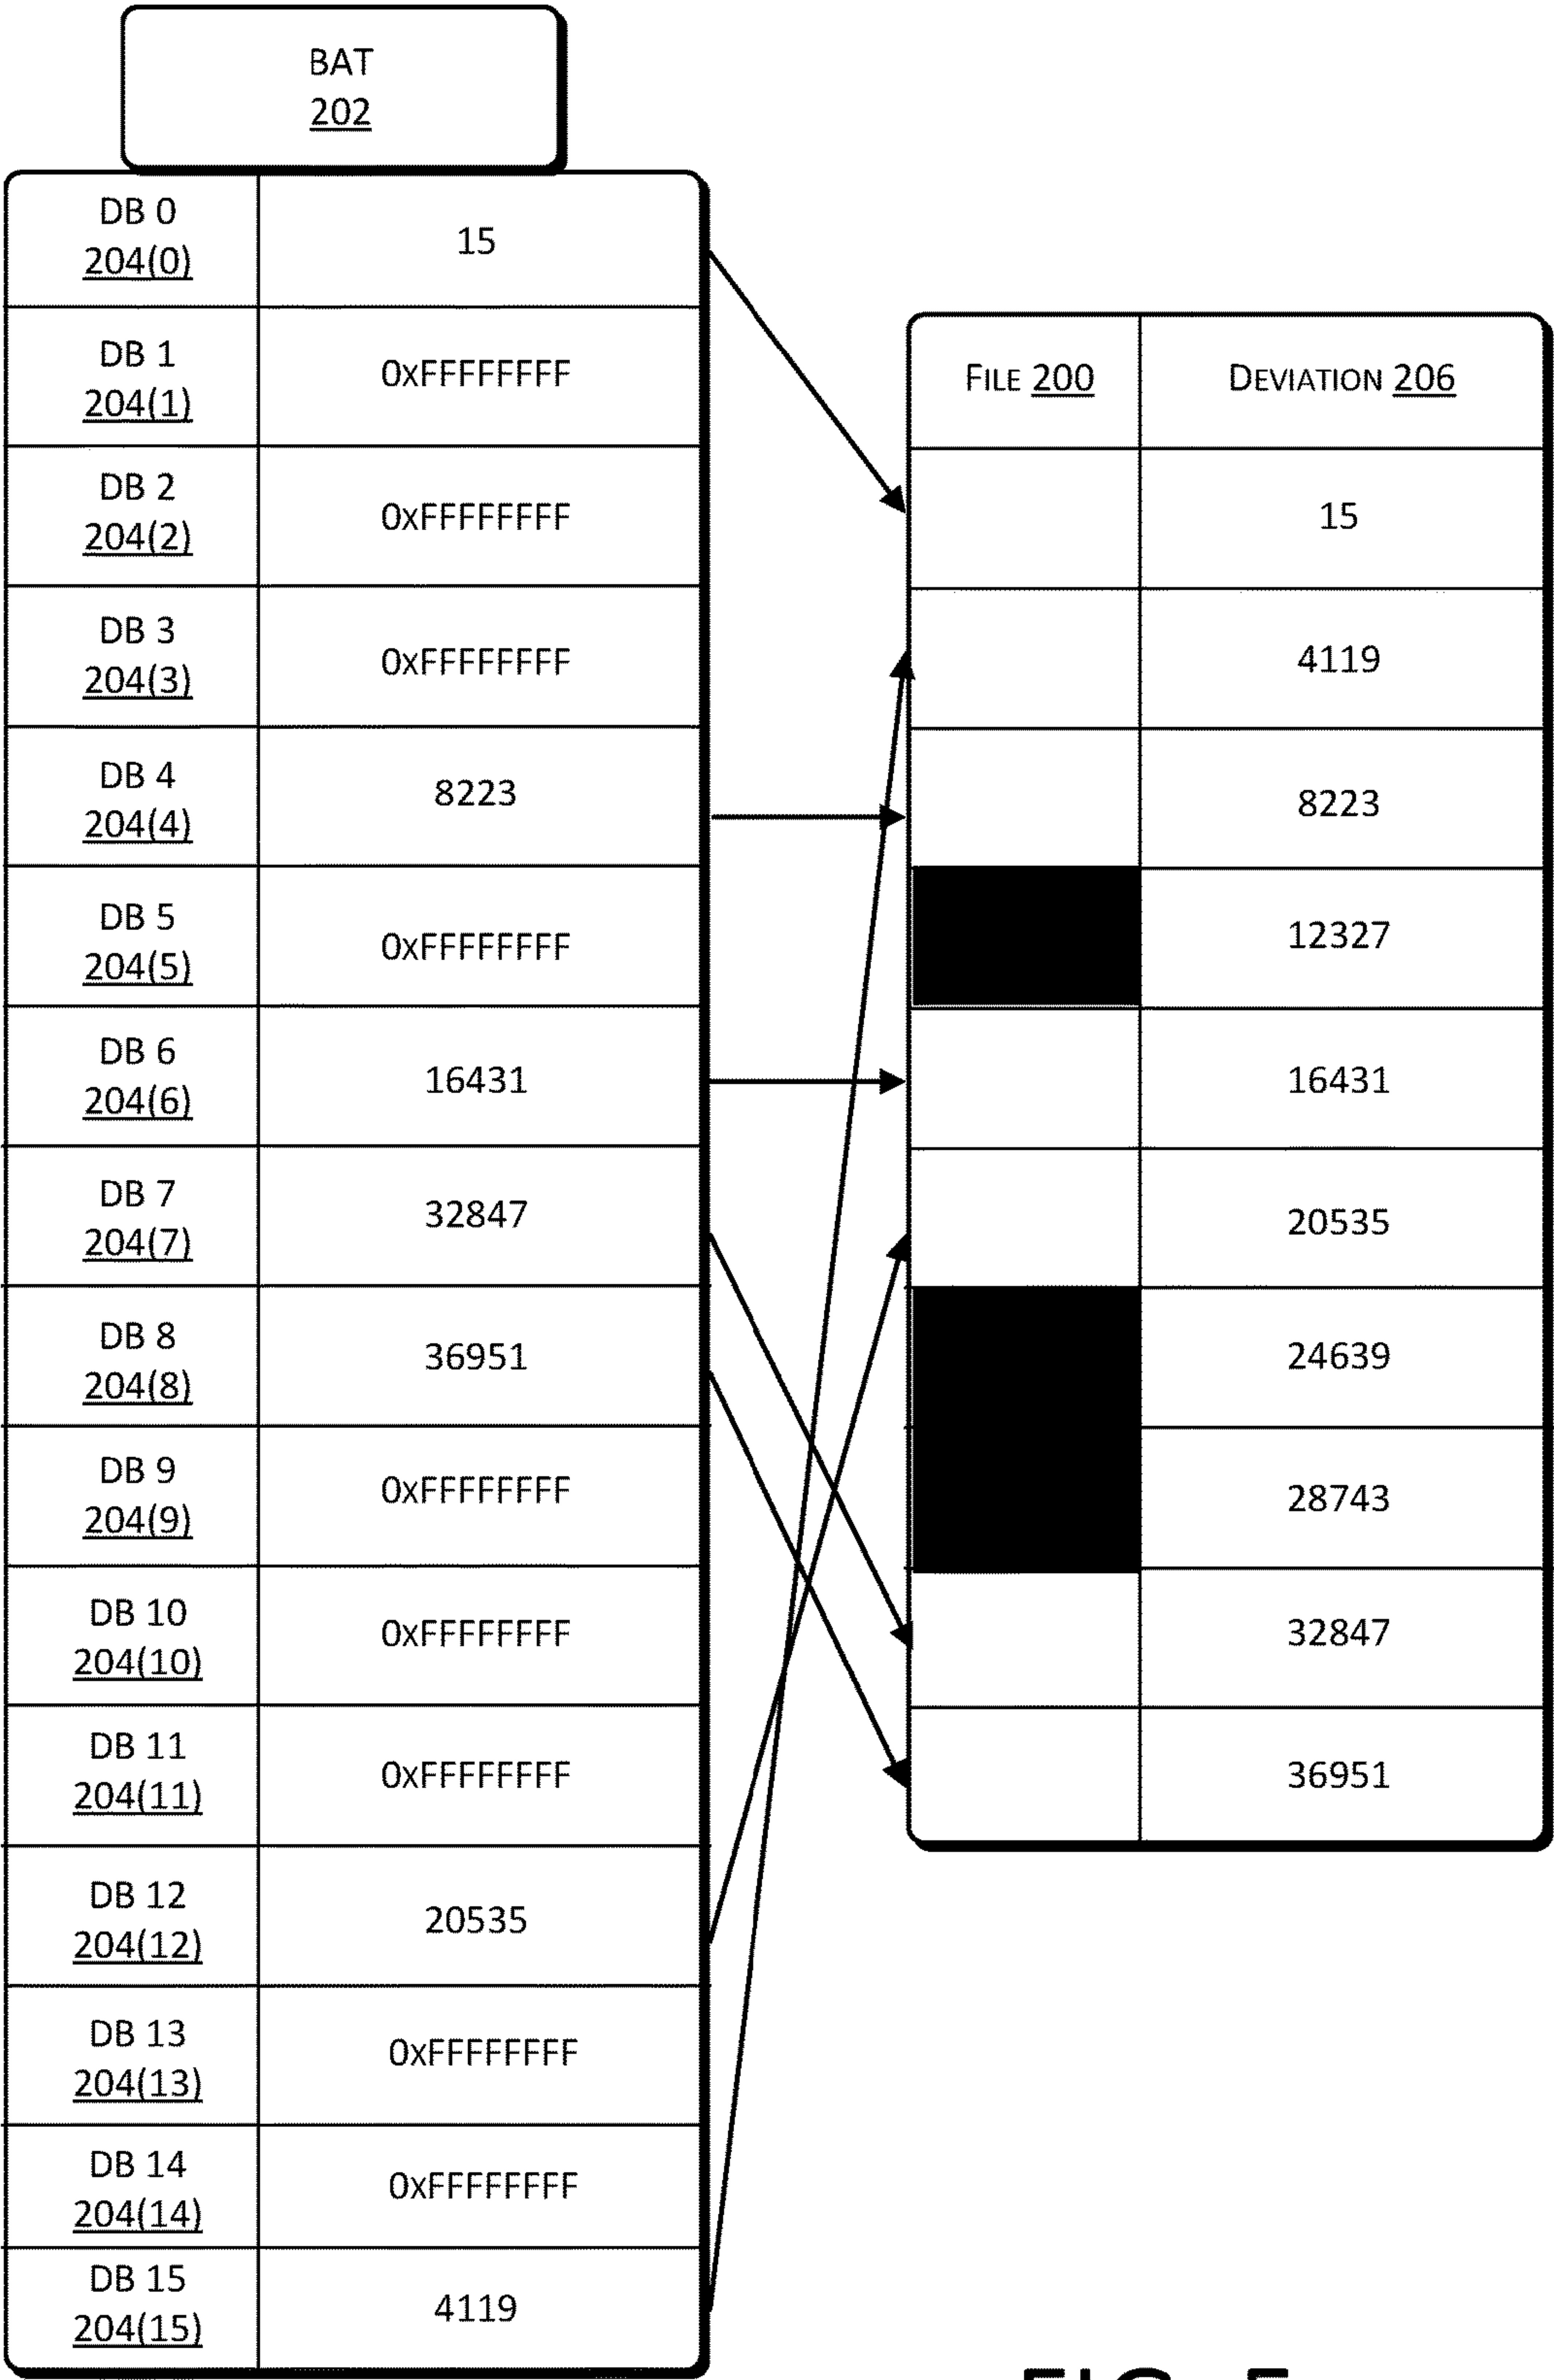 BAT
202
DB 0
204(0)
15
DB 1
204(1)
0xFFFFFFFF
DB 2
204(2)
0xFFFFFFFF
DB 3
204(3)
0xFFFFFFFF
DB 4
204(4)
8223
DB 5
204(5)
0xFFFFFFFF
DB 6
204(6)
16431
DB 7
204(7)
32847
DB 8
204(8)
36951
DB 9
204(9)
0xFFFFFFFF
DB 10
204(10)
0xFFFFFFFF
DB 11
204(11)
0xFFFFFFFF
DB 12
204(12)
20535
DB 13
204(13)
0xFFFFFFFF
DB 14
204(14)
0xFFFFFFFF
DB 15
204(15)
4119
FILE 200 DEVIATION 206
15
4119
8223
12327
16431
20535
24639
28743
32847
36951